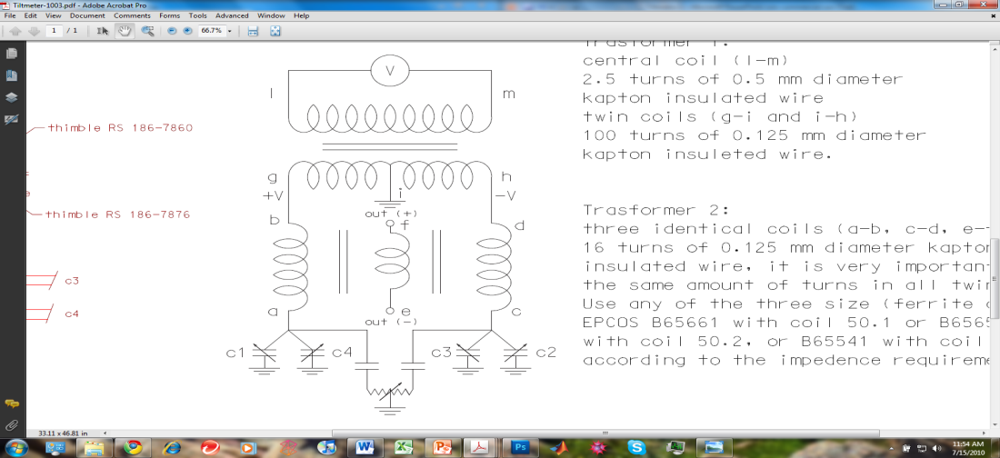 Tiltmeter-1003.pdf - Adobe Acrobat Pro
File Edit View Document Comments Forms Tools Advanced Window Help
1 / 1 66.7%
Trasformer 1:
central coil (l-m)
2.5 turns of 0.5 mm diameter
kapton insulated wire
twin coils (g-i and i-h)
100 turns of 0.125 mm diameter
kapton insuleted wire.
Trasformer 2:
three identical coils (a-b, c-d, e-
16 turns of 0.125 mm diameter kapton
insulated wire, it is very important
the same amount of turns in all twin
Use any of the three size (ferrite
EPCOS B65661 with coil 50.1 or B656
with coil 50.2, or B65541 with coil
according to the impedence requireme
thimble RS 186-7860
thimble RS 186-7876
c3
c4
V
l
m
g
h
+V
i
-V
out (+)
b
f
d
a
e
c
out (-)
c1
c4
c3
c2
33.11 x 46.81 in
W
X
P
Ps
S
11:54 AM
7/15/2010